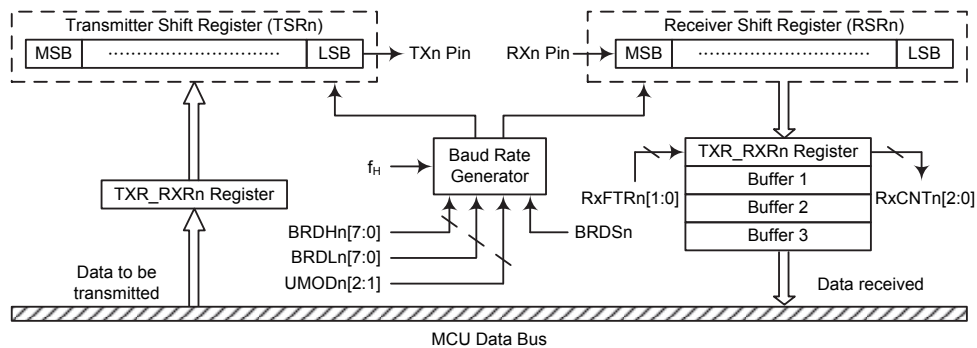 Transmitter Shift Register (TSRn)
MSB ........................................ LSB
TXn Pin
Receiver Shift Register (RSRn)
RXn Pin
MSB ........................................ LSB
fH
Baud Rate
Generator
TXR_RXRn Register
BRDHn[7:0]
BRDLn[7:0]
UMODn[2:1]
BRDSn
TXR_RXRn Register
Buffer 1
Buffer 2
Buffer 3
RxFTRn[1:0]
RxCNTn[2:0]
Data to be
transmitted
Data received
MCU Data Bus